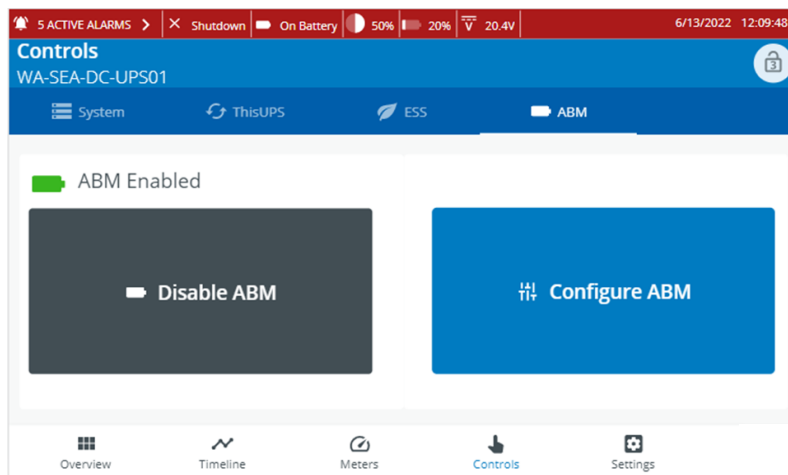 5 ACTIVE ALARMS Shutdown On Battery 50% 20% V 20.4V 6/13/2022 12:09:48
Controls
WA-SEA-DC-UPS01
3
System ThisUPS ESS ABM
ABM Enabled
Disable ABM Configure ABM
Overview Timeline Meters Controls Settings